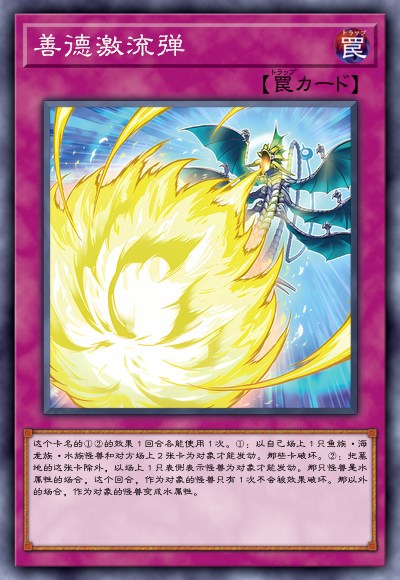 善德激流弹
トラップ
罠
トラップ
【罠カード】
这个卡名的①②的效果1回合各能使用1次。①：以自己场上1只鱼族·海
龙族·水族怪兽和对方场上2张卡为对象才能发动。那些卡破坏。②：把墓
地的这张卡除外，以场上1只表侧表示怪兽为对象才能发动。那只怪兽是水
属性的场合，这个回合，作为对象的怪兽只有1次不会被效果破坏。那以外
的场合，作为对象的怪兽变成水属性。